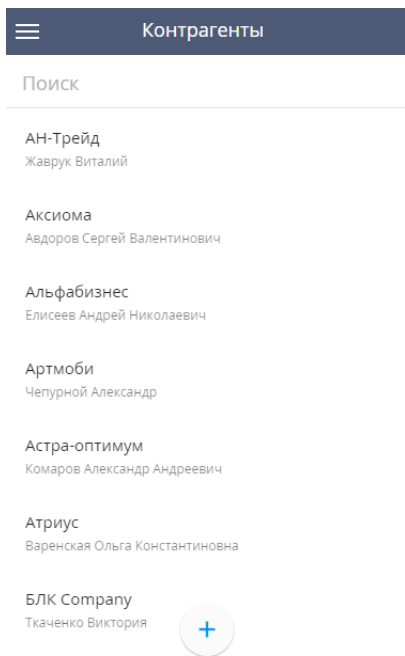 Контрагенты
Поиск
АН-Трейд
Жаврук Виталий
Аксиома
Авдоров Сергей Валентинович
Альфабизнес
Елисеев Андрей Николаевич
Артмоби
Чепурной Александр
Астра-оптимум
Комаров Александр Андреевич
Атриус
Варенская Ольга Константиновна
БЛК Company
Ткаченко Виктория